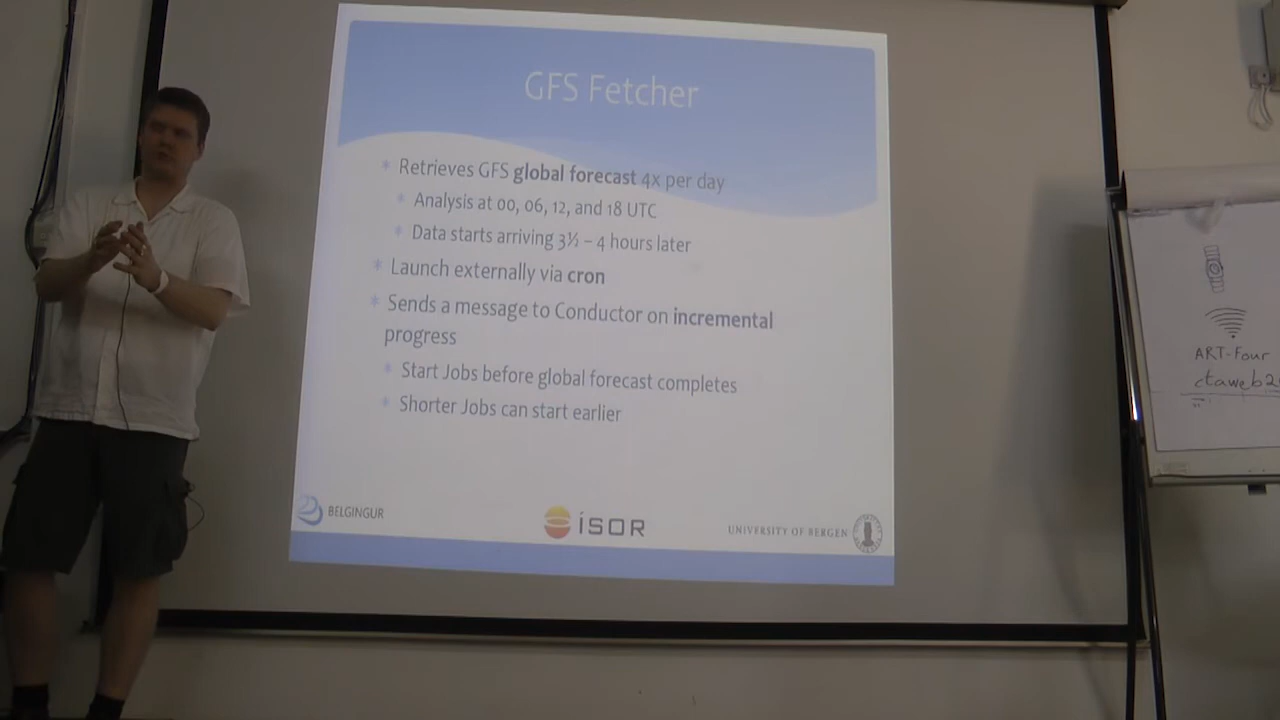 GFS Fetcher
Retrieves GFS global forecast 4x per day
Analysis at 00, 06, 12, and 18 UTC
Data starts arriving 3½ – 4 hours later
Launch externally via cron
Sends a message to Conductor on incremental
progress
Start Jobs before global forecast completes
Shorter Jobs can start earlier
BELGINGUR
ÍSOR
UNIVERSITY OF BERGEN
ART-Four